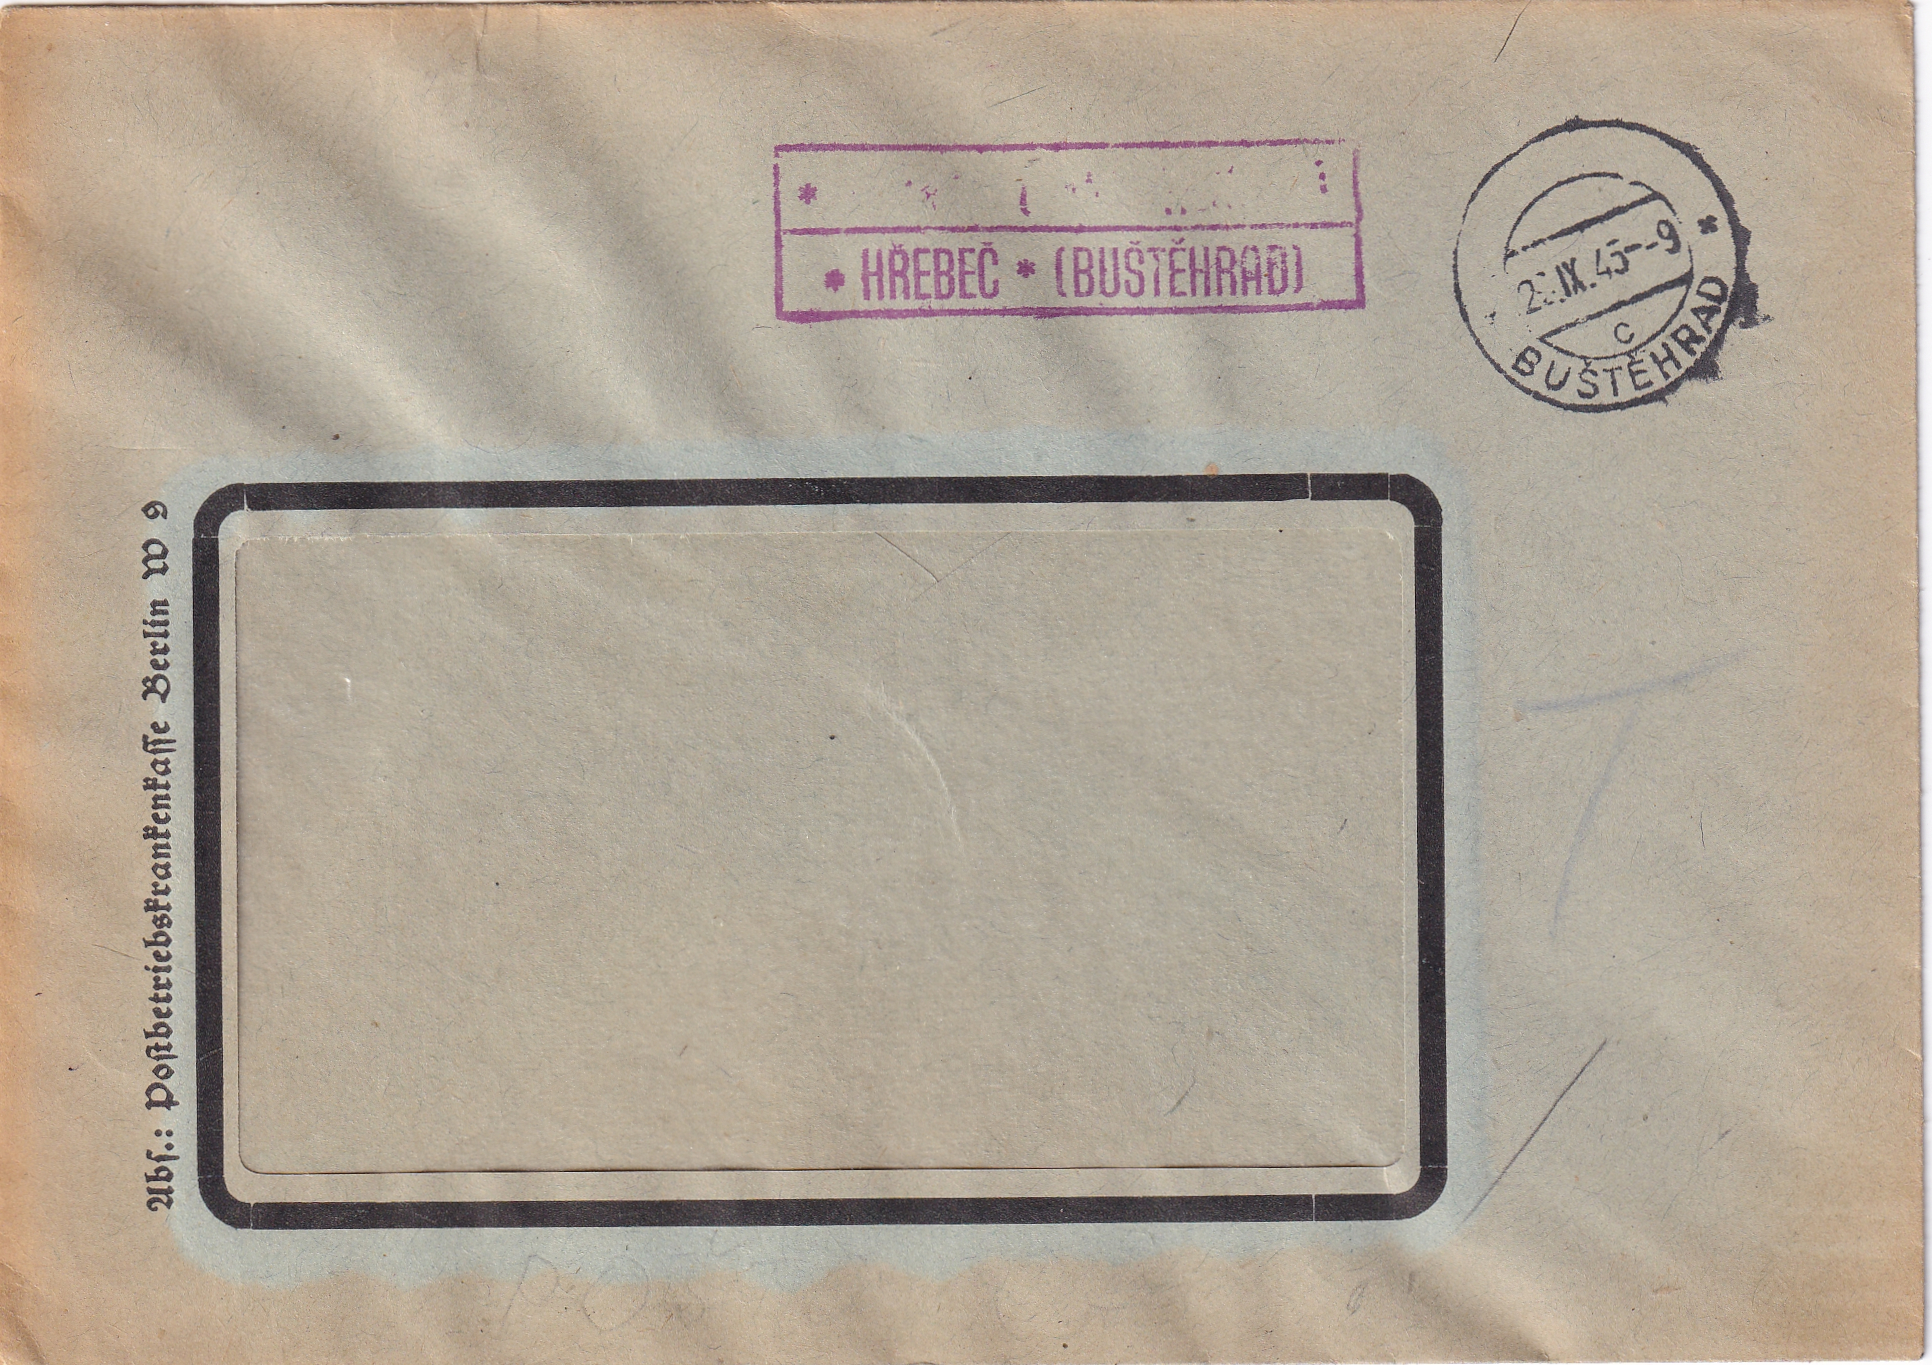 * HŘEBEČ * (BUŠTĚHRAD)
IX. 45--9
c
BUŠTĚHRAD
*
Abs.: Postbetriebskrankenkasse Berlin W 9
T